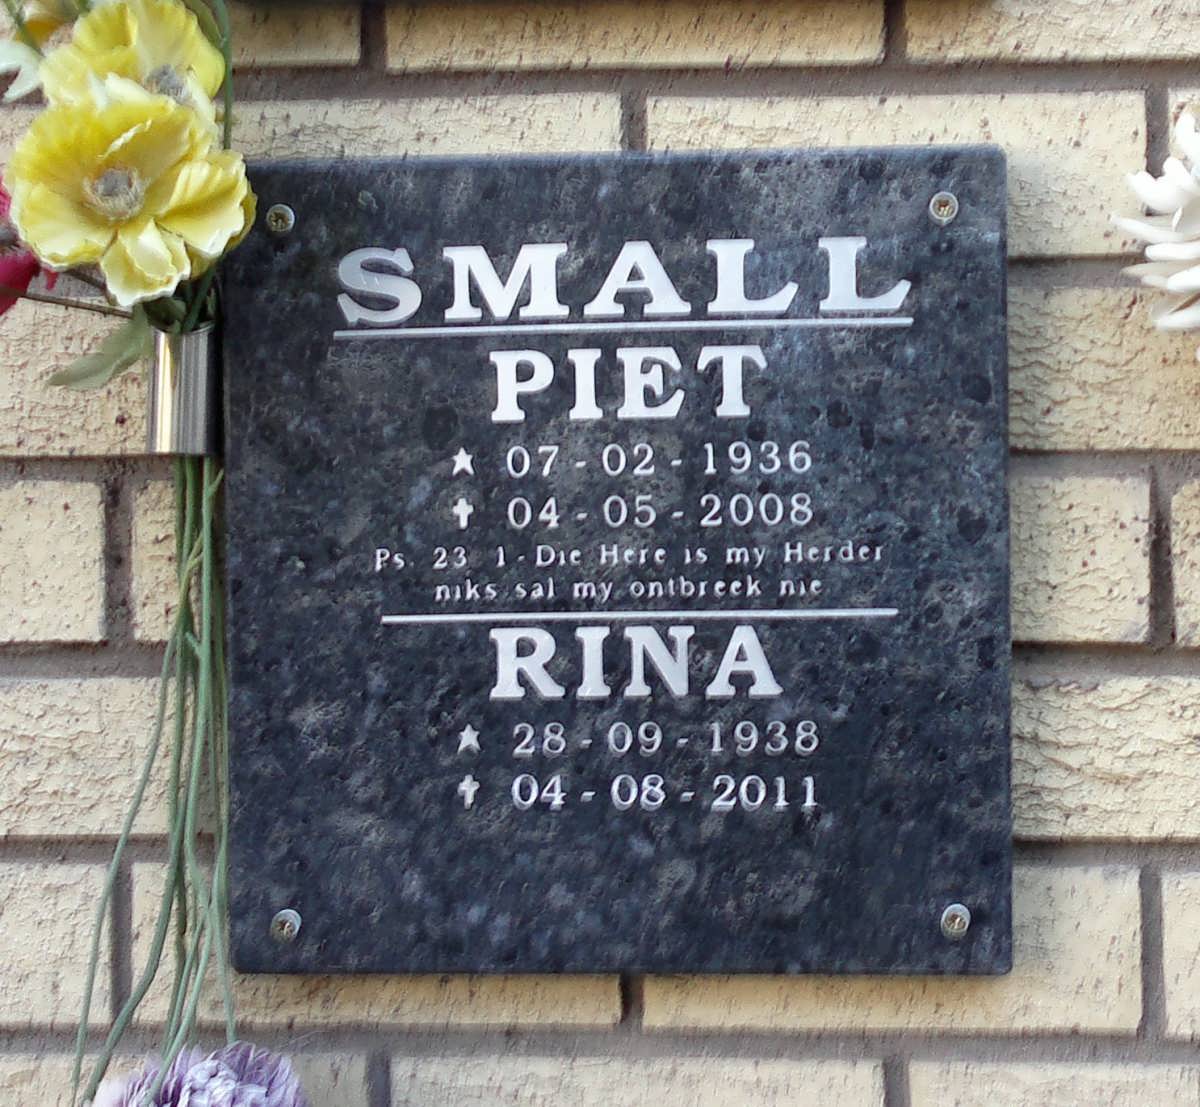 SMALL
PIET
★ 07-02-1936
✝ 04-05-2008
Ps. 23 1-Die Here is my Herder
niks sal my ontbreek nie
RINA
★ 28-09-1938
✝ 04-08-2011